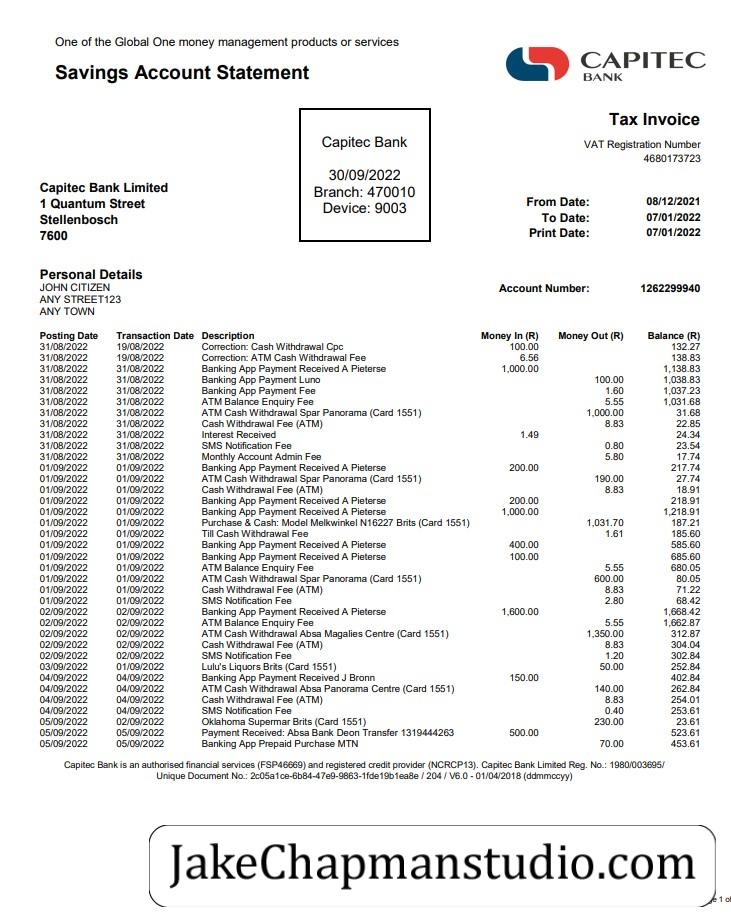 One of the Global One money management products or services
Savings Account Statement
CAPITEC
BANK
Tax Invoice
VAT Registration Number
4680173723
Capitec Bank
30/09/2022
Branch: 470010
Device: 9003
Capitec Bank Limited
1 Quantum Street
Stellenbosch
7600
From Date: 08/12/2021
To Date: 07/01/2022
Print Date: 07/01/2022
Personal Details
JOHN CITIZEN
ANY STREET123
ANY TOWN
Account Number: 1262299940
Posting Date Transaction Date Description Money In (R) Money Out (R) Balance (R)
31/08/2022 19/08/2022 Correction: Cash Withdrawal Cpc 100.00 132.27
31/08/2022 19/08/2022 Correction: ATM Cash Withdrawal Fee 6.56 138.83
31/08/2022 31/08/2022 Banking App Payment Received A Pieterse 1,000.00 1,138.83
31/08/2022 31/08/2022 Banking App Payment Luno 100.00 1,038.83
31/08/2022 31/08/2022 Banking App Payment Fee 1.60 1,037.23
31/08/2022 31/08/2022 ATM Balance Enquiry Fee 5.55 1,031.68
31/08/2022 31/08/2022 ATM Cash Withdrawal Spar Panorama (Card 1551) 1,000.00 31.68
31/08/2022 31/08/2022 Cash Withdrawal Fee (ATM) 8.83 22.85
31/08/2022 31/08/2022 Interest Received 1.49 24.34
31/08/2022 31/08/2022 SMS Notification Fee 0.80 23.54
31/08/2022 31/08/2022 Monthly Account Admin Fee 5.80 17.74
01/09/2022 01/09/2022 Banking App Payment Received A Pieterse 200.00 217.74
01/09/2022 01/09/2022 ATM Cash Withdrawal Spar Panorama (Card 1551) 190.00 27.74
01/09/2022 01/09/2022 Cash Withdrawal Fee (ATM) 8.83 18.91
01/09/2022 01/09/2022 Banking App Payment Received A Pieterse 200.00 218.91
01/09/2022 01/09/2022 Banking App Payment Received A Pieterse 1,000.00 1,218.91
01/09/2022 01/09/2022 Purchase & Cash: Model Melkwinkel N16227 Brits (Card 1551) 1,031.70 187.21
01/09/2022 01/09/2022 Till Cash Withdrawal Fee 1.61 185.60
01/09/2022 01/09/2022 Banking App Payment Received A Pieterse 400.00 585.60
01/09/2022 01/09/2022 Banking App Payment Received A Pieterse 100.00 685.60
01/09/2022 01/09/2022 ATM Balance Enquiry Fee 5.55 680.05
01/09/2022 01/09/2022 ATM Cash Withdrawal Spar Panorama (Card 1551) 600.00 80.05
01/09/2022 01/09/2022 Cash Withdrawal Fee (ATM) 8.83 71.22
01/09/2022 01/09/2022 SMS Notification Fee 2.80 68.42
02/09/2022 02/09/2022 Banking App Payment Received A Pieterse 1,600.00 1,668.42
02/09/2022 02/09/2022 ATM Balance Enquiry Fee 5.55 1,662.87
02/09/2022 02/09/2022 ATM Cash Withdrawal Absa Magalies Centre (Card 1551) 1,350.00 312.87
02/09/2022 02/09/2022 Cash Withdrawal Fee (ATM) 8.83 304.04
02/09/2022 02/09/2022 SMS Notification Fee 1.20 302.84
03/09/2022 01/09/2022 Lulu's Liquors Brits (Card 1551) 50.00 252.84
04/09/2022 04/09/2022 Banking App Payment Received J Bronn 150.00 402.84
04/09/2022 04/09/2022 ATM Cash Withdrawal Absa Panorama Centre (Card 1551) 140.00 262.84
04/09/2022 04/09/2022 Cash Withdrawal Fee (ATM) 8.83 254.01
04/09/2022 04/09/2022 SMS Notification Fee 0.40 253.61
05/09/2022 02/09/2022 Oklahoma Supermar Brits (Card 1551) 230.00 23.61
05/09/2022 05/09/2022 Payment Received: Absa Bank Deon Transfer 1319444263 500.00 523.61
05/09/2022 05/09/2022 Banking App Prepaid Purchase MTN 70.00 453.61
Capitec Bank is an authorised financial services (FSP46669) and registered credit provider (NCRCP13). Capitec Bank Limited Reg. No.: 1980/003695/
Unique Document No.: 2c05a1ce-6b84-47e9-9863-1fde19b1ea8e / 204 / V6.0 - 01/04/2018 (ddmmccyy)
JakeChapmanstudio.com